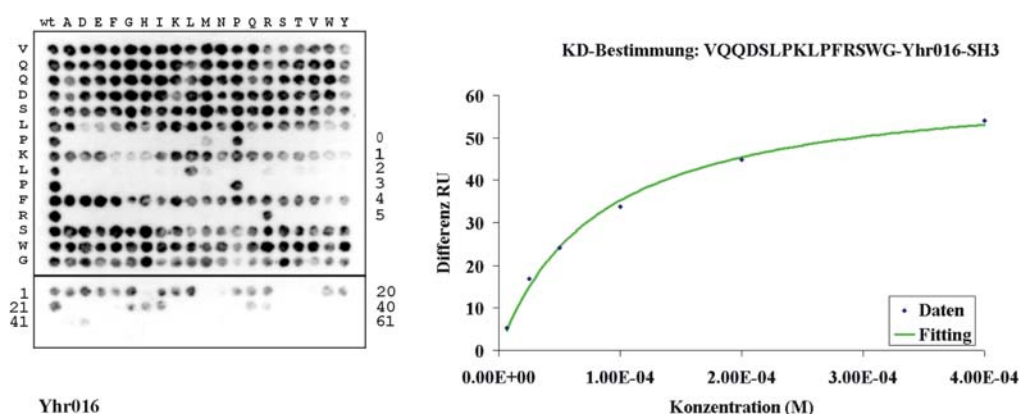 wt A D E F G H I K L M N P Q R S T V W Y
V
Q
Q
D
S
L
P 0
K 1
L 2
P 3
F 4
R 5
S
W
G
1 20
21 40
41 61
Yhr016
KD-Bestimmung: VQQDSLPKLPFRSWG-Yhr016-SH3
60
50
40
30
20
10
0
Differenz RU
Daten
Fitting
0.00E+00 1.00E-04 2.00E-04 3.00E-04 4.00E-04
Konzentration (M)